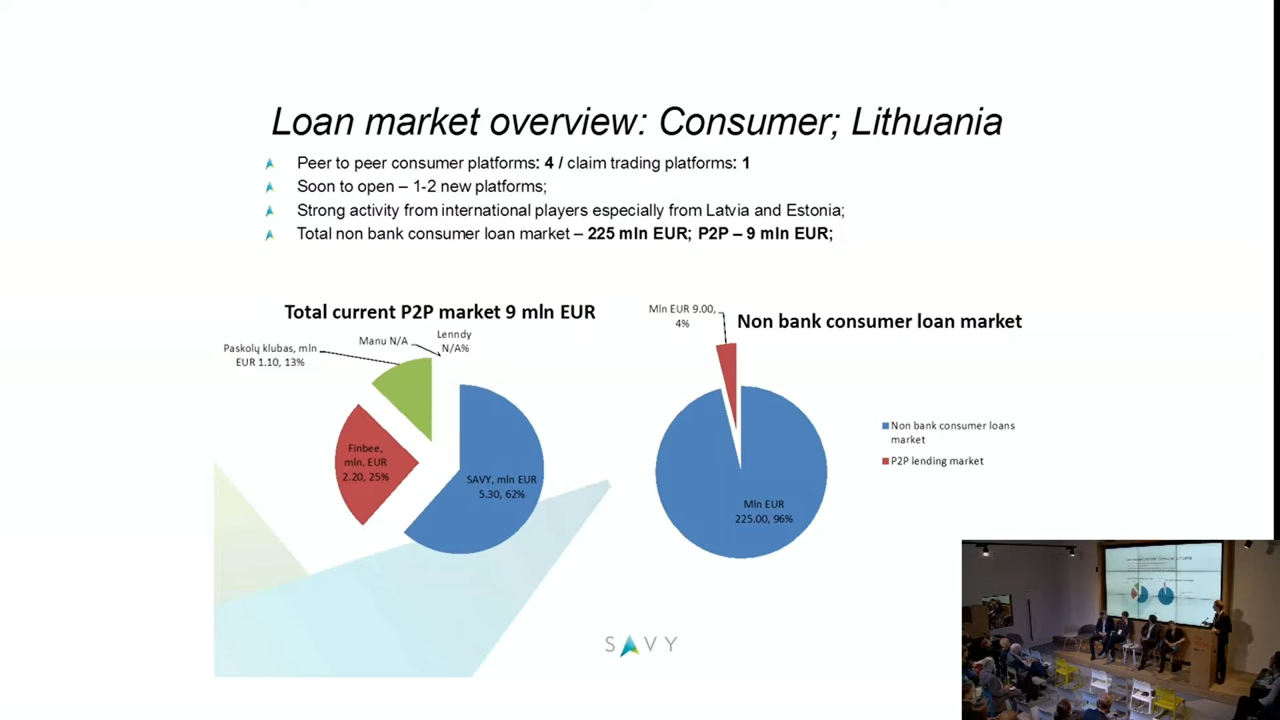 Loan market overview: Consumer; Lithuania
Peer to peer consumer platforms: 4 / claim trading platforms: 1
Soon to open – 1-2 new platforms;
Strong activity from international players especially from Latvia and Estonia;
Total non bank consumer loan market – 225 mln EUR; P2P – 9 mln EUR;
Total current P2P market 9 mln EUR
Paskolų klubas, mln
EUR 1.10, 13%
Manu N/A
Lenndy
N/A%
Finbee,
mln. EUR
2.20, 25%
SAVY, mln EUR
5.30, 62%
Mln EUR 9.00,
4%
Non bank consumer loan market
Mln EUR
225.00, 96%
Non bank consumer loans
market
P2P lending market
SAVY